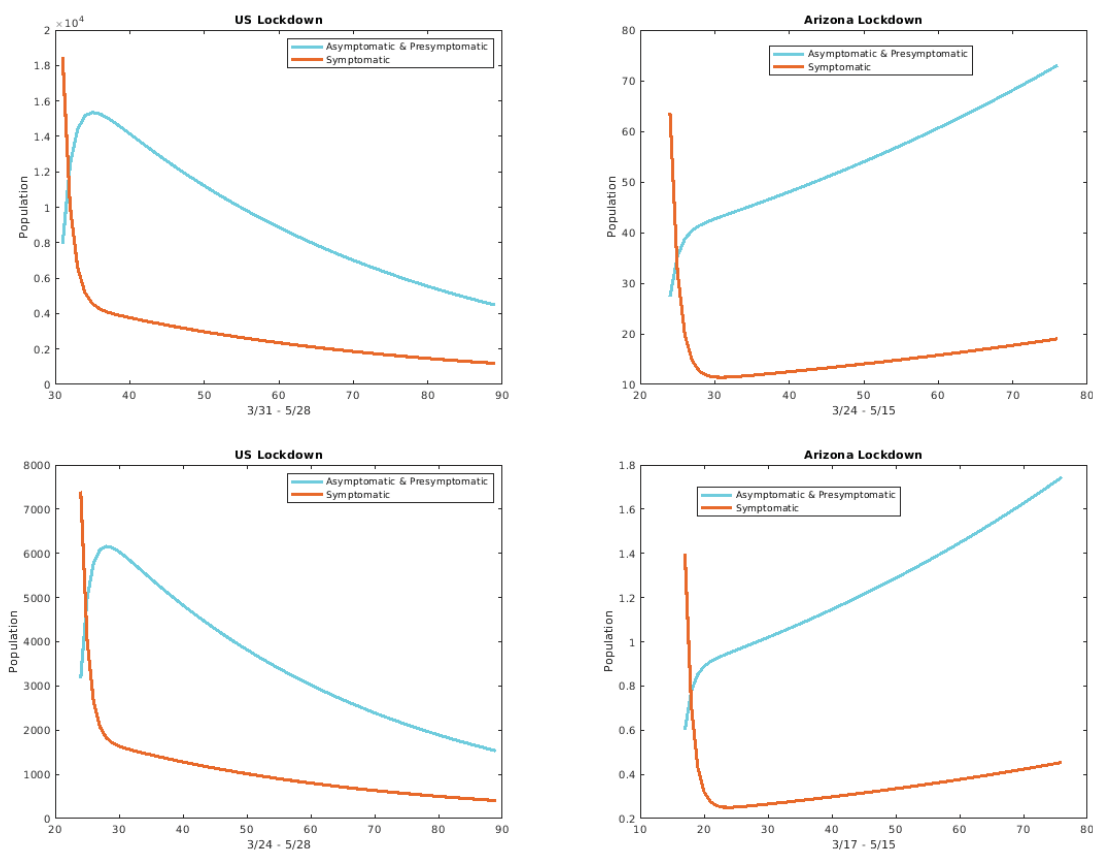 US Lockdown
×10⁴
2
1.8
1.6
1.4
1.2
1
0.8
0.6
0.4
0.2
0
Population
Asymptomatic & Presymptomatic
Symptomatic
30 40 50 60 70 80 90
3/31 - 5/28
Arizona Lockdown
80
70
60
50
40
30
20
10
Population
Asymptomatic & Presymptomatic
Symptomatic
20 30 40 50 60 70 80
3/24 - 5/15
US Lockdown
8000
7000
6000
5000
4000
3000
2000
1000
0
Population
Asymptomatic & Presymptomatic
Symptomatic
20 30 40 50 60 70 80 90
3/24 - 5/28
Arizona Lockdown
1.8
1.6
1.4
1.2
1
0.8
0.6
0.4
0.2
Population
Asymptomatic & Presymptomatic
Symptomatic
10 20 30 40 50 60 70 80
3/17 - 5/15